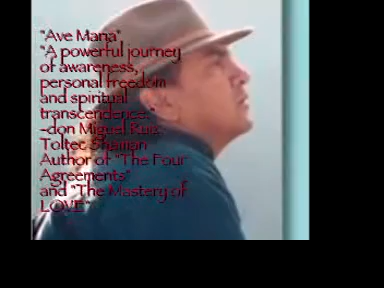 "Ave Maria"
"A powerful journey
of awareness,
personal freedom
and spiritual
transcendence."
-don Miguel Ruiz
Toltec Shaman
Author of "The Four
Agreements"
and "The Mastery of
LOVE"